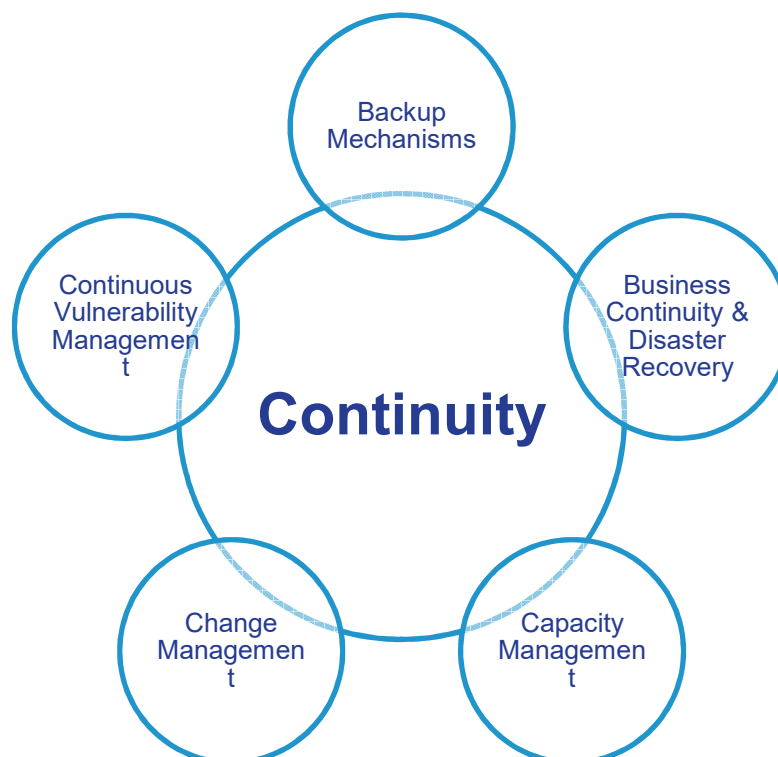 Backup
Mechanisms
Continuous
Vulnerability
Managemen
t
Business
Continuity &
Disaster
Recovery
Continuity
Change
Managemen
t
Capacity
Managemen
t